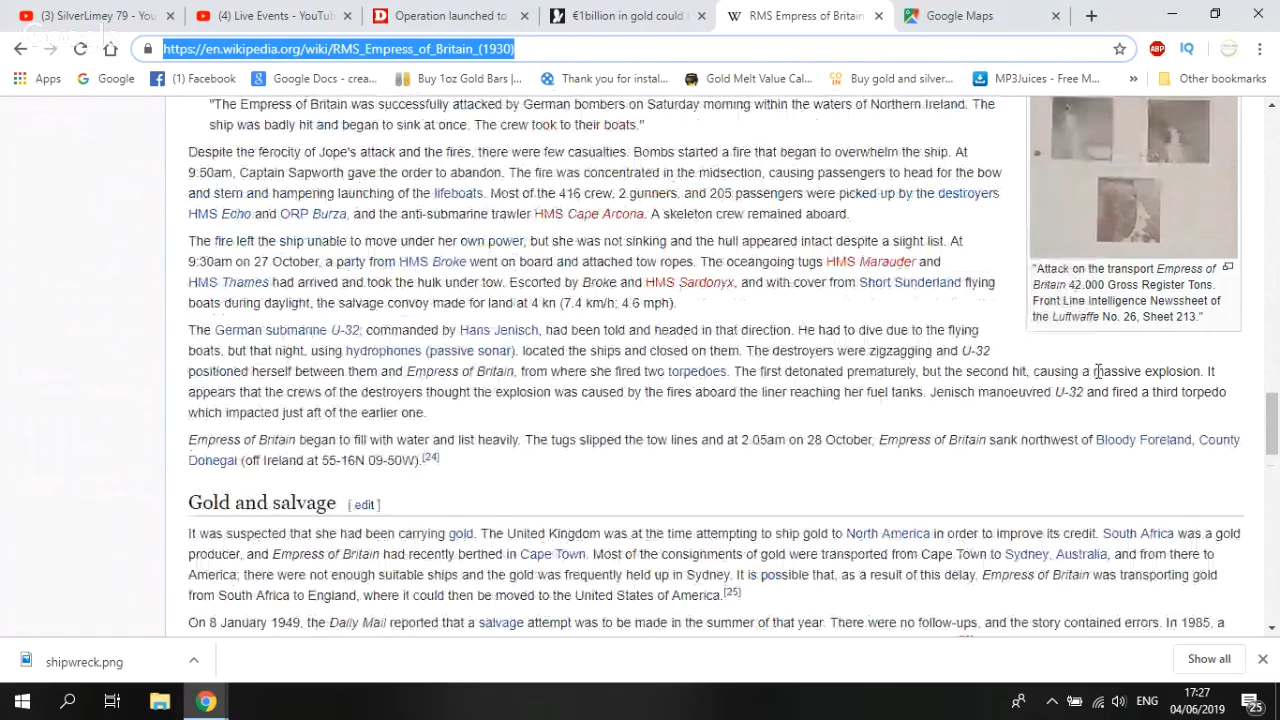 (3) SilverLimey 79 - You
(4) Live Events - YouTub
Operation launched to
€1billion in gold could
RMS Empress of Britain
Google Maps
https://en.wikipedia.org/wiki/RMS_Empress_of_Britain_(1930)
ABP
IQ
Apps
Google
(1) Facebook
Google Docs - crea...
Buy 1oz Gold Bars |...
Thank you for instal...
Gold Melt Value Cal...
Buy gold and silver...
MP3Juices - Free M...
»
Other bookmarks
"The Empress of Britain was successfully attacked by German bombers on Saturday morning within the waters of Northern Ireland. The
ship was badly hit and began to sink at once. The crew took to their boats."
Despite the ferocity of Jope's attack and the fires, there were few casualties. Bombs started a fire that began to overwhelm the ship. At
9:50am, Captain Sapworth gave the order to abandon. The fire was concentrated in the midsection, causing passengers to head for the bow
and stern and hampering launching of the lifeboats. Most of the 416 crew, 2 gunners, and 205 passengers were picked up by the destroyers
HMS Echo and ORP Burza, and the anti-submarine trawler HMS Cape Arcona. A skeleton crew remained aboard.
The fire left the ship unable to move under her own power; but she was not sinking and the hull appeared intact despite a slight list. At
9:30am on 27 October, a party from HMS Broke went on board and attached tow ropes. The oceangoing tugs HMS Marauder and
HMS Thames had arrived and took the hulk under tow. Escorted by Broke and HMS Sardonyx, and with cover from Short Sunderland flying
boats during daylight, the salvage convoy made for land at 4 kn (7.4 km/h; 4.6 mph).
The German submarine U-32, commanded by Hans Jenisch, had been told and headed in that direction. He had to dive due to the flying
boats, but that night, using hydrophones (passive sonar), located the ships and closed on them. The destroyers were zigzagging and U-32
positioned herself between them and Empress of Britain, from where she fired two torpedoes. The first detonated prematurely, but the second hit, causing a massive explosion. It
appears that the crews of the destroyers thought the explosion was caused by the fires aboard the liner reaching her fuel tanks. Jenisch manoeuvred U-32 and fired a third torpedo
which impacted just aft of the earlier one.
Empress of Britain began to fill with water and list heavily. The tugs slipped the tow lines and at 2.05am on 28 October, Empress of Britain sank northwest of Bloody Foreland, County
Donegal (off Ireland at 55-16N 09-50W).[24]
"Attack on the transport Empress of
Britain 42.000 Gross Register Tons.
Front Line Intelligence Newssheet of
the Luftwaffe No. 26, Sheet 213."
Gold and salvage [ edit ]
It was suspected that she had been carrying gold. The United Kingdom was at the time attempting to ship gold to North America in order to improve its credit. South Africa was a gold
producer, and Empress of Britain had recently berthed in Cape Town. Most of the consignments of gold were transported from Cape Town to Sydney, Australia, and from there to
America; there were not enough suitable ships and the gold was frequently held up in Sydney. It is possible that, as a result of this delay, Empress of Britain was transporting gold
from South Africa to England, where it could then be moved to the United States of America.[25]
On 8 January 1949, the Daily Mail reported that a salvage attempt was to be made in the summer of that year. There were no follow-ups, and the story contained errors. In 1985, a
shipwreck.png
Show all
ENG
17:27
04/06/2019
25